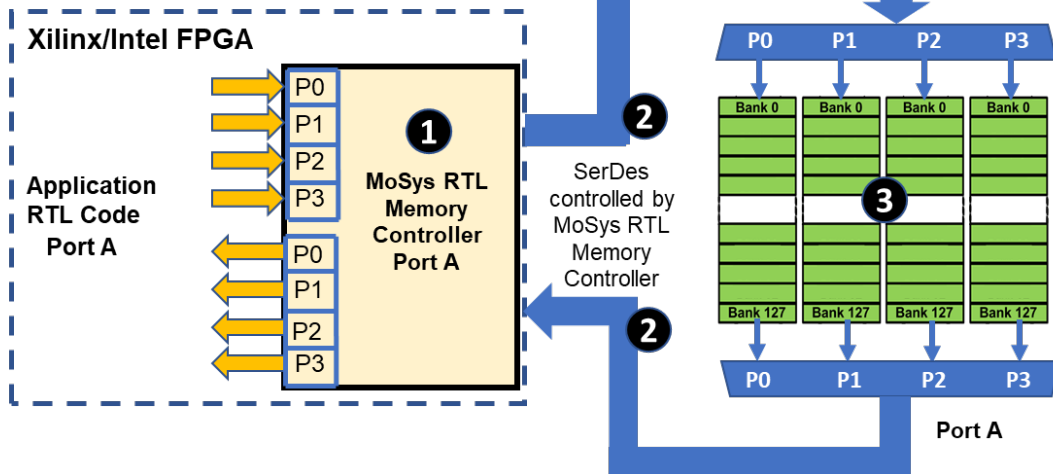 Xilinx/Intel FPGA
P0
P1
P2
P3
1
MoSys RTL
Memory
Controller
Port A
Application
RTL Code
Port A
P0
P1
P2
P3
2
SerDes
controlled by
MoSys RTL
Memory
Controller
2
P0 P1 P2 P3
Bank 0 Bank 0 Bank 0 Bank 0
3
Bank 127 Bank 127 Bank 127 Bank 127
P0 P1 P2 P3
Port A